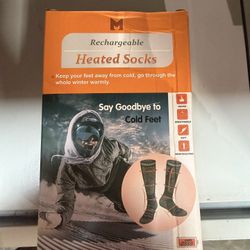 Rechargeable
Heated Socks
Keep your feet away from cold, go through the
whole winter warmly.
Say Goodbye to
Cold Feet